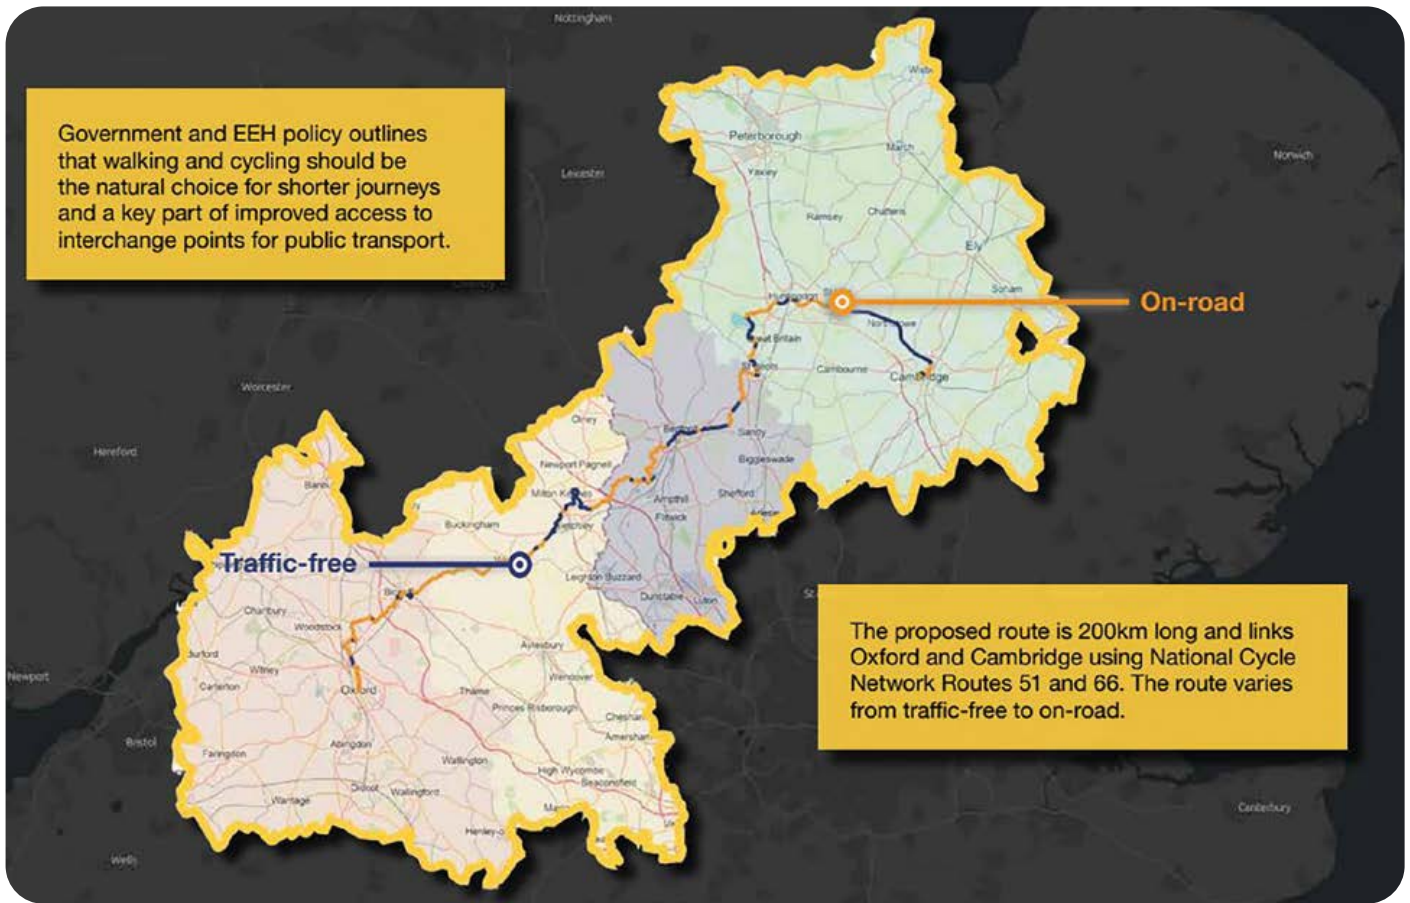 Nottingham
Government and EEH policy outlines
that walking and cycling should be
the natural choice for shorter journeys
and a key part of improved access to
interchange points for public transport.
Peterborough
March
Norwich
Leicester
Yaxley
Ramsey
Chatteris
Ely
Soham
On-road
Great Britain
Cambourne
Cambridge
Worcester
Olney
Bedford
Sandy
Hereford
Newport Pagnell
Biggleswade
Milton Keynes
Ampthill
Shefford
Buckingham
Bletchley
Flitwick
Traffic-free
Leighton Buzzard
Dunstable
Luton
Charlbury
Woodstock
The proposed route is 200km long and links
Oxford and Cambridge using National Cycle
Network Routes 51 and 66. The route varies
from traffic-free to on-road.
Aylesbury
Burford
Witney
Wendover
Newport
Carterton
Oxford
Thame
Princes Risborough
Chesham
Amersham
Bristol
Abingdon
Faringdon
Watlington
High Wycombe
Beaconsfield
Didcot
Wallingford
Wantage
Canterbury
Henley-o
Wells